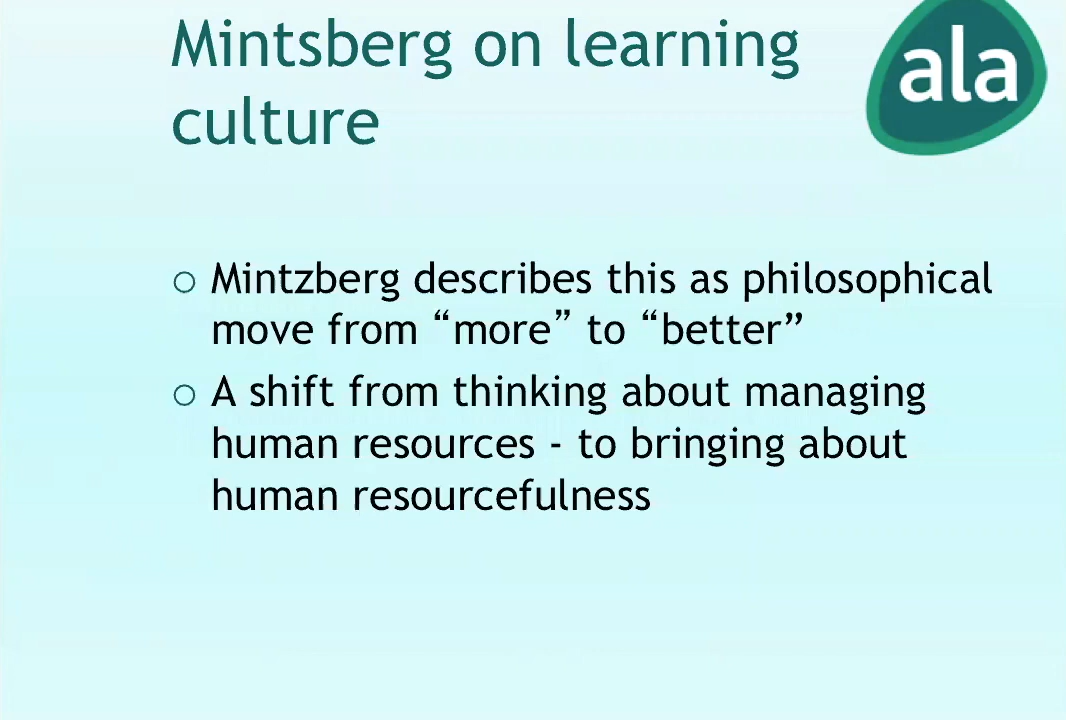 Mintsberg on learning
culture
ala
Mintzberg describes this as philosophical
move from “more” to “better”
A shift from thinking about managing
human resources - to bringing about
human resourcefulness